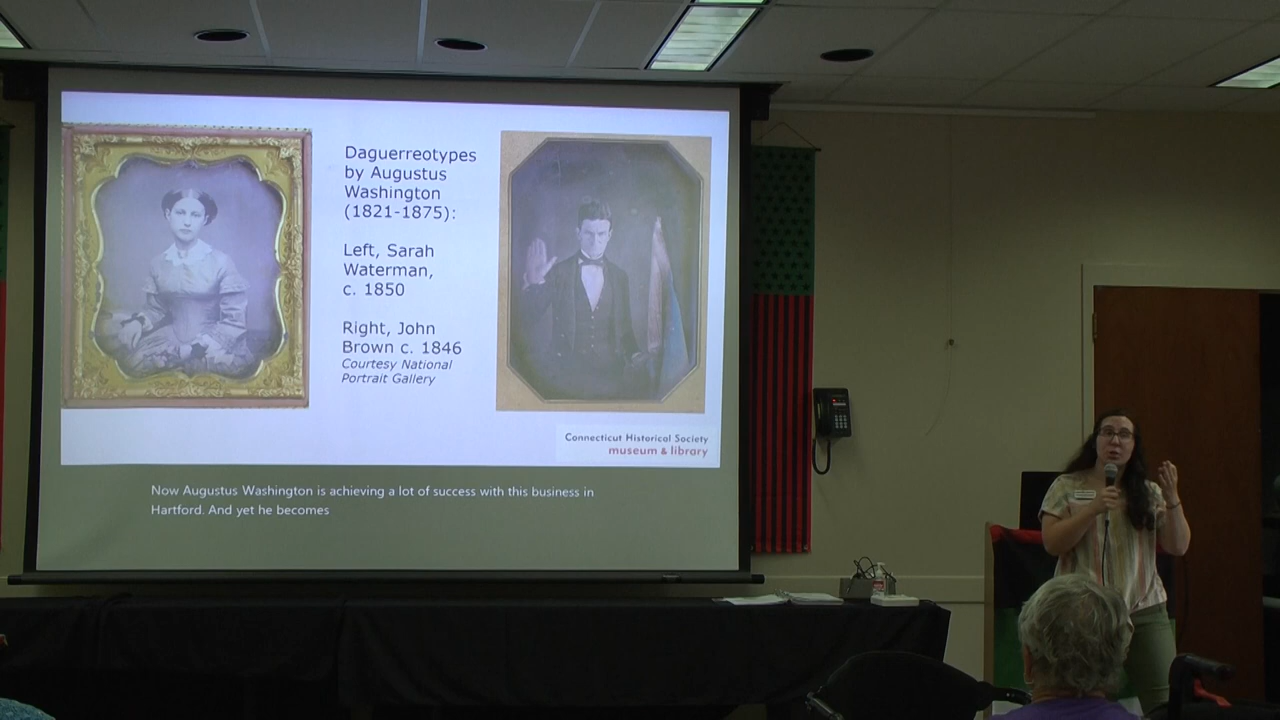 Daguerreotypes
by Augustus
Washington
(1821-1875):
Left, Sarah
Waterman,
c. 1850
Right, John
Brown c. 1846
Courtesy National
Portrait Gallery
Connecticut Historical Society
museum & library
Now Augustus Washington is achieving a lot of success with this business in
Hartford. And yet he becomes